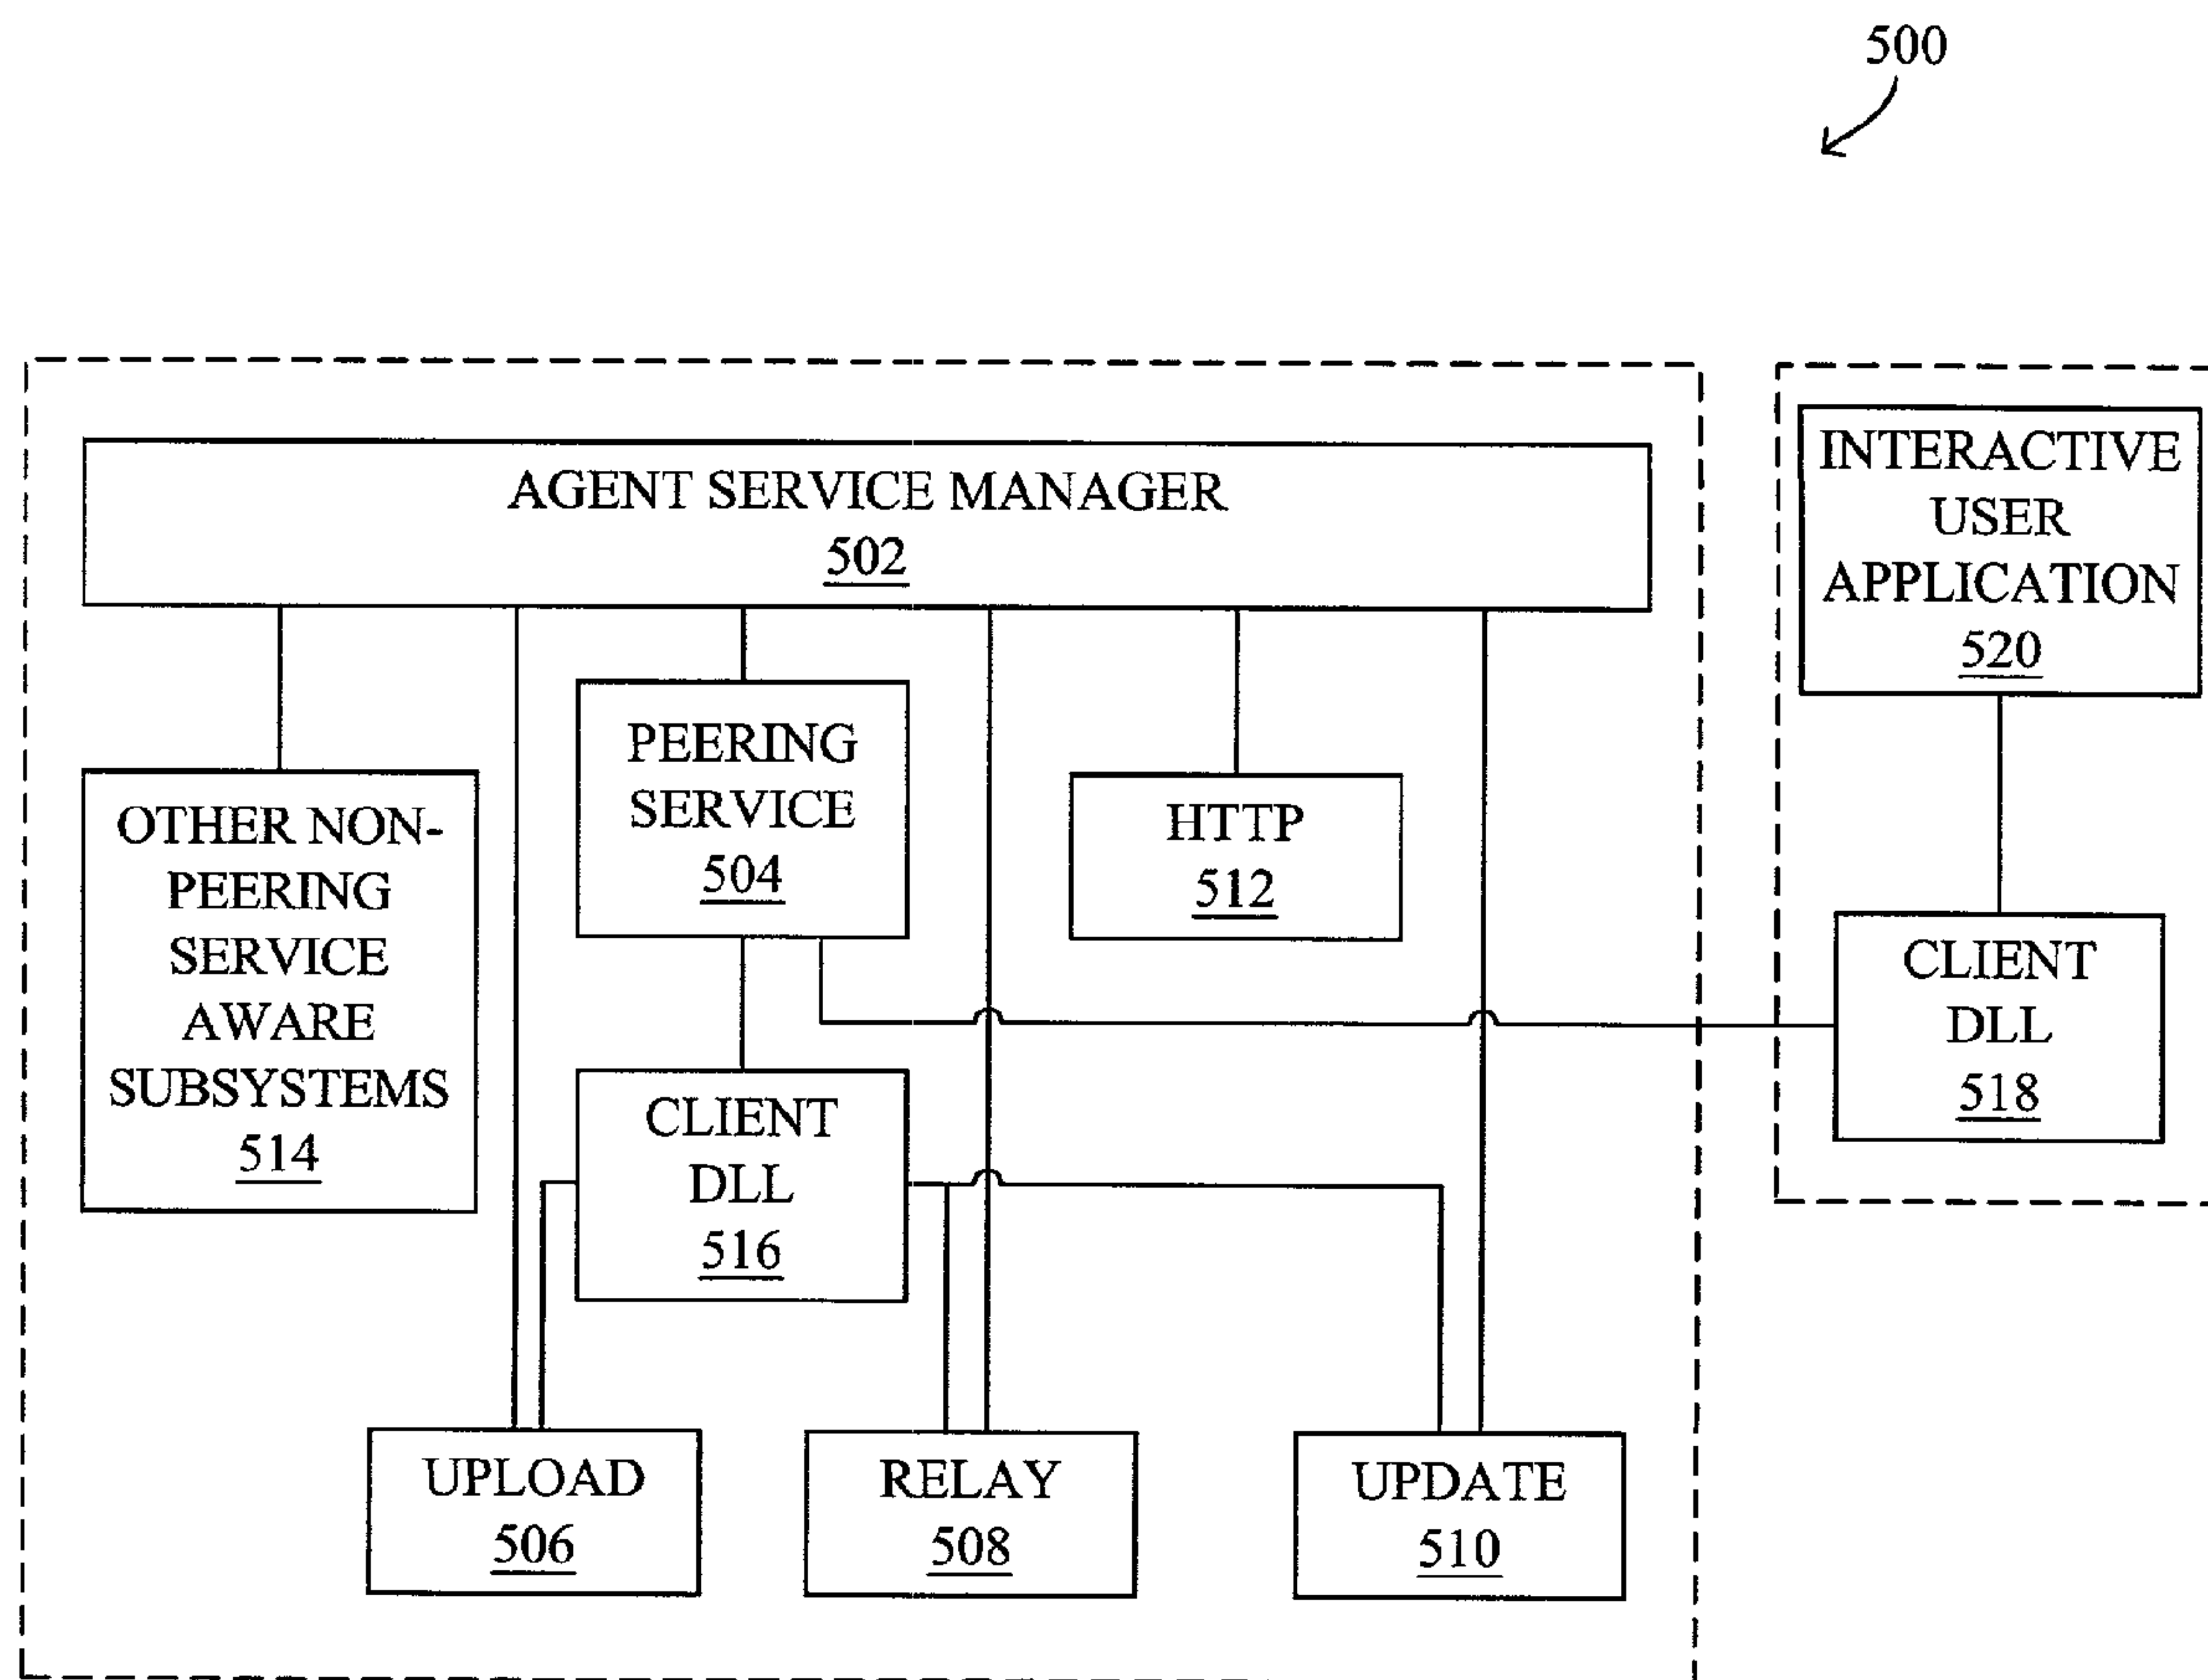 500
AGENT SERVICE MANAGER
502
INTERACTIVE
USER
APPLICATION
520
PEERING
SERVICE
504
HTTP
512
OTHER NON-
PEERING
SERVICE
AWARE
SUBSYSTEMS
514
CLIENT
DLL
518
CLIENT
DLL
516
UPLOAD
506
RELAY
508
UPDATE
510